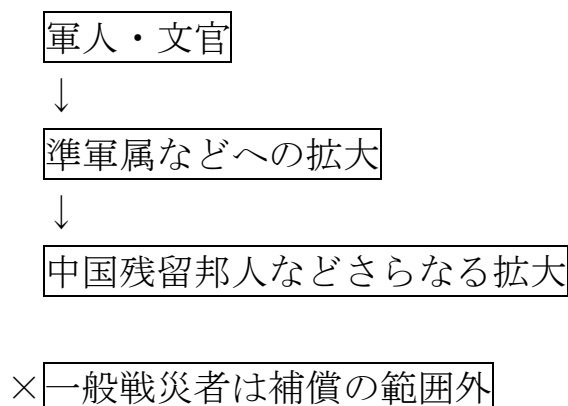 軍人・文官
↓
準軍属などへの拡大
↓
中国残留邦人などさらなる拡大
×一般戦災者は補償の範囲外